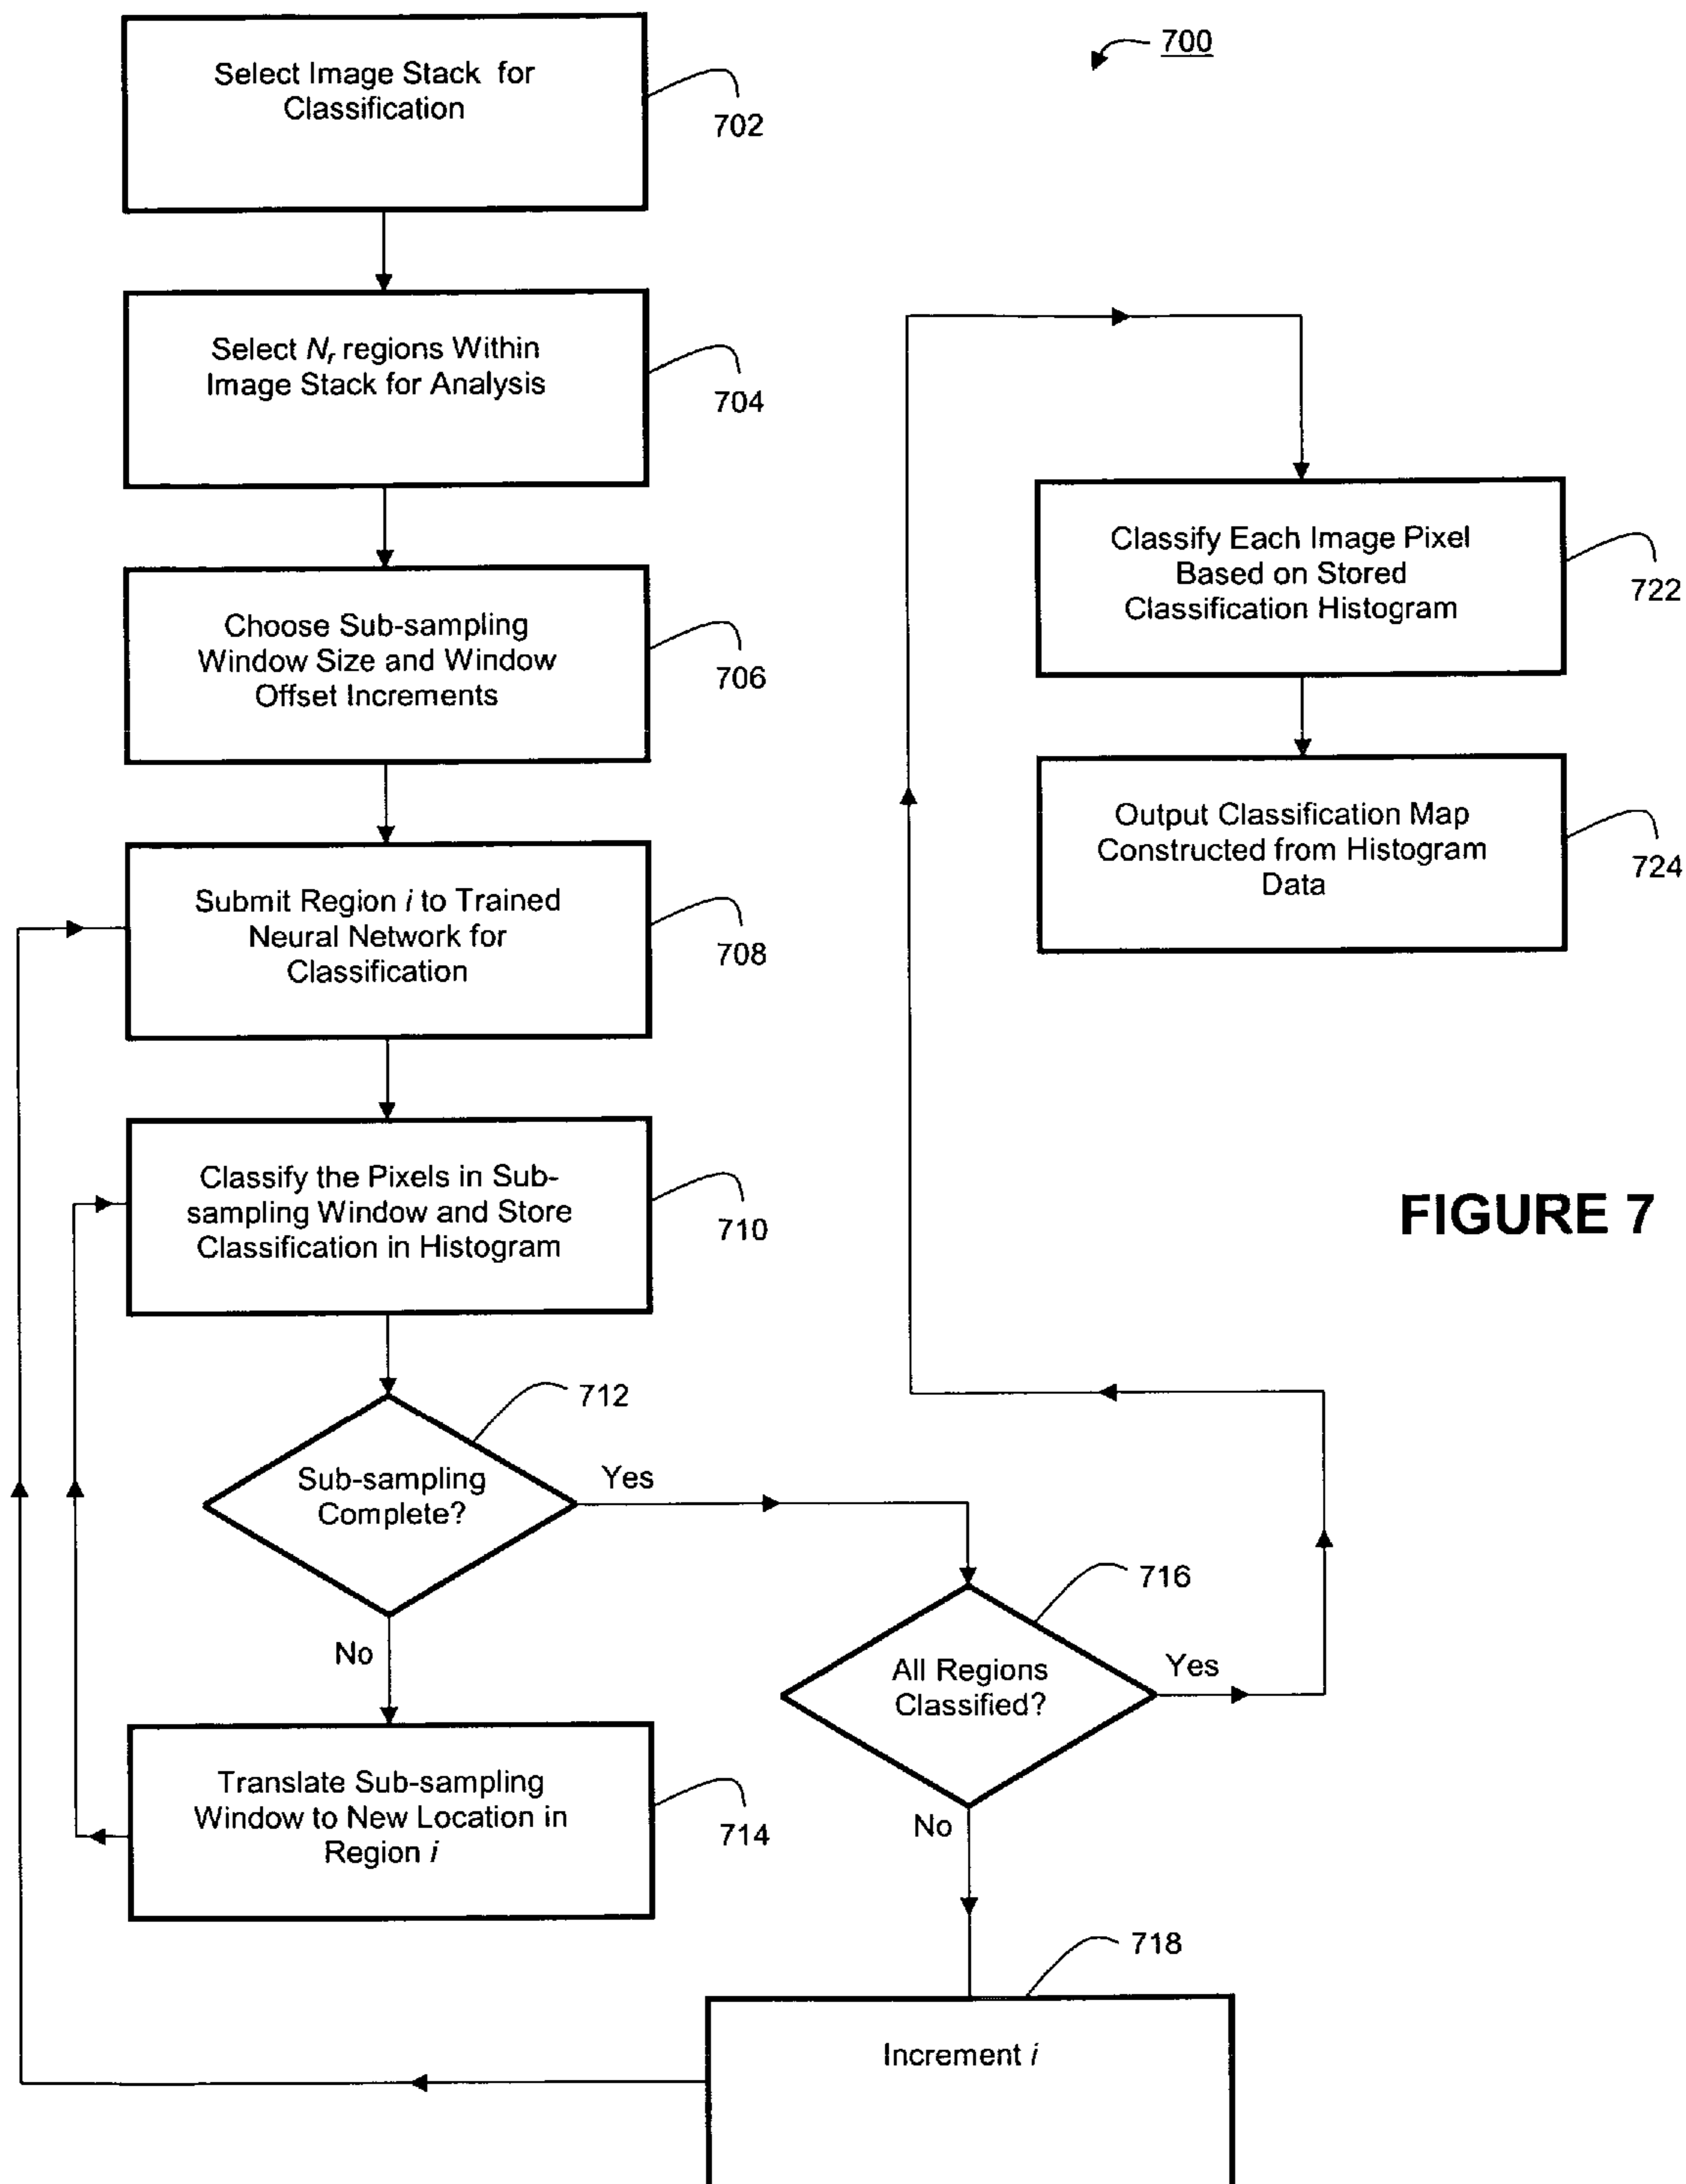 700
Select Image Stack for
Classification
702
Select Nr regions Within
Image Stack for Analysis
704
Choose Sub-sampling
Window Size and Window
Offset Increments
706
Submit Region i to Trained
Neural Network for
Classification
708
Classify the Pixels in Sub-
sampling Window and Store
Classification in Histogram
710
712
Sub-sampling
Complete?
Yes
No
Translate Sub-sampling
Window to New Location in
Region i
714
716
All Regions
Classified?
Yes
No
718
Increment i
Classify Each Image Pixel
Based on Stored
Classification Histogram
722
Output Classification Map
Constructed from Histogram
Data
724
FIGURE 7